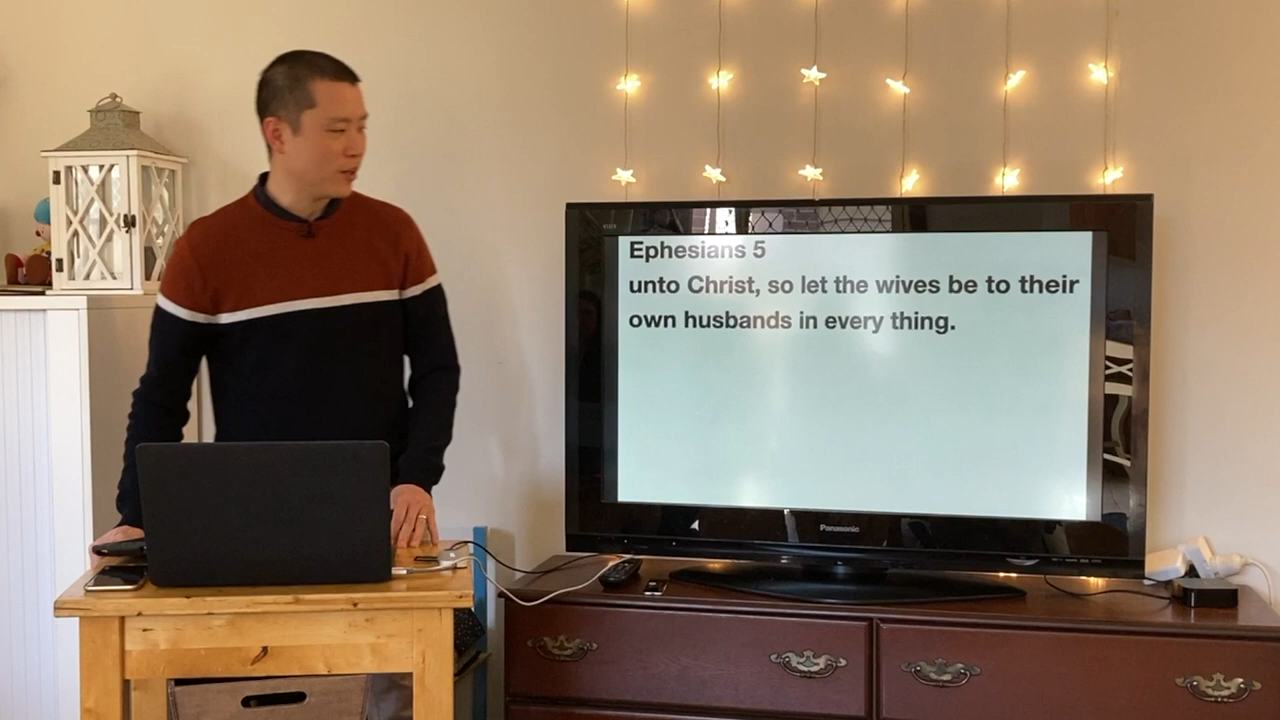 Ephesians 5
unto Christ, so let the wives be to their
own husbands in every thing.
Panasonic